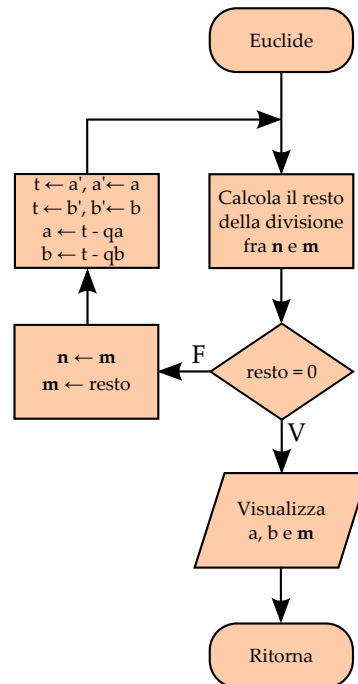 Euclide
t ← a', a'← a
t ← b', b'← b
a ← t - qa
b ← t - qb
Calcola il resto
della divisione
fra n e m
n ← m
m ← resto
F
resto = 0
V
Visualizza
a, b e m
Ritorna